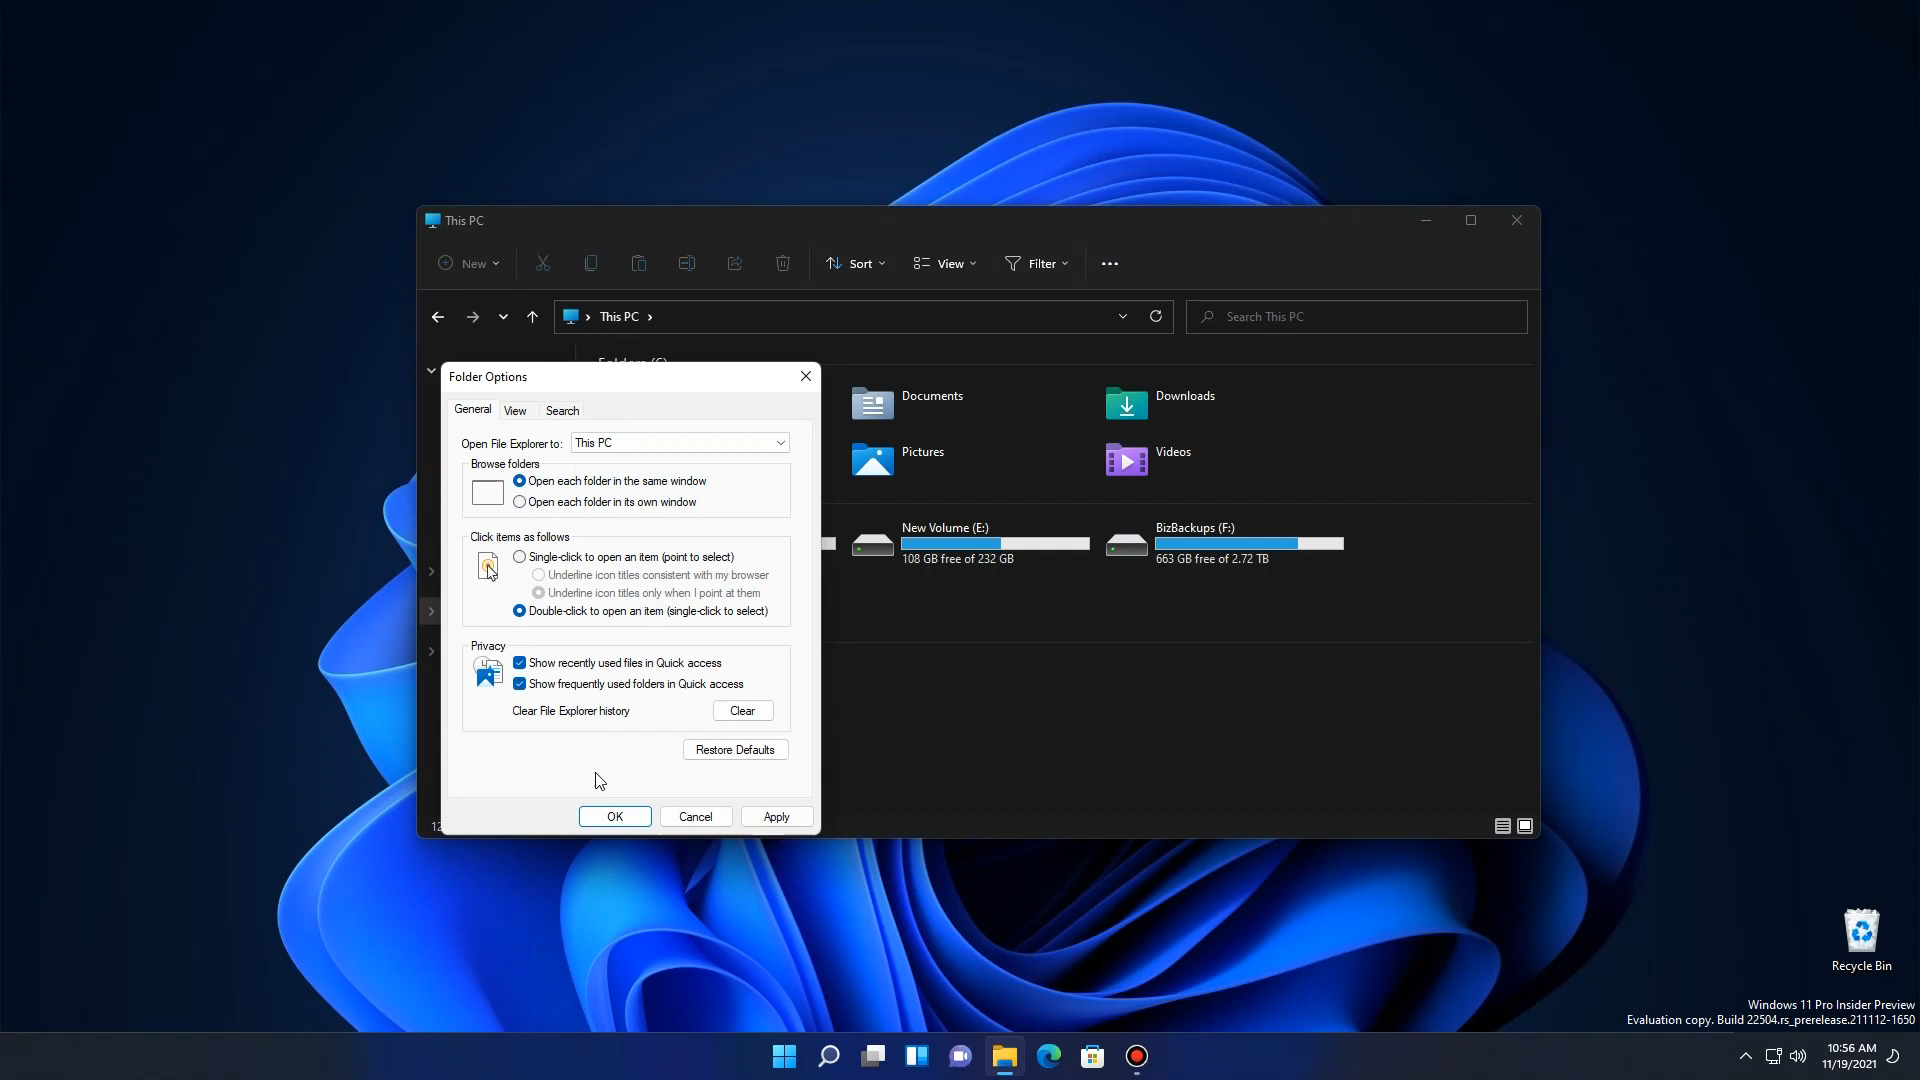 This PC
New
Sort
View
Filter
This PC
Search This PC
Folder Options
General
View
Search
Open File Explorer to:
This PC
Browse folders
Open each folder in the same window
Open each folder in its own window
Click items as follows
Single-click to open an item (point to select)
Underline icon titles consistent with my browser
Underline icon titles only when I point at them
Double-click to open an item (single-click to select)
Privacy
Show recently used files in Quick access
Show frequently used folders in Quick access
Clear File Explorer history
Clear
Restore Defaults
OK
Cancel
Apply
Documents
Downloads
Pictures
Videos
New Volume (E:)
108 GB free of 232 GB
BizBackups (F:)
663 GB free of 2.72 TB
Recycle Bin
Windows 11 Pro Insider Preview
Evaluation copy. Build 22504.rs_prerelease.211112-1650
10:56 AM
11/19/2021